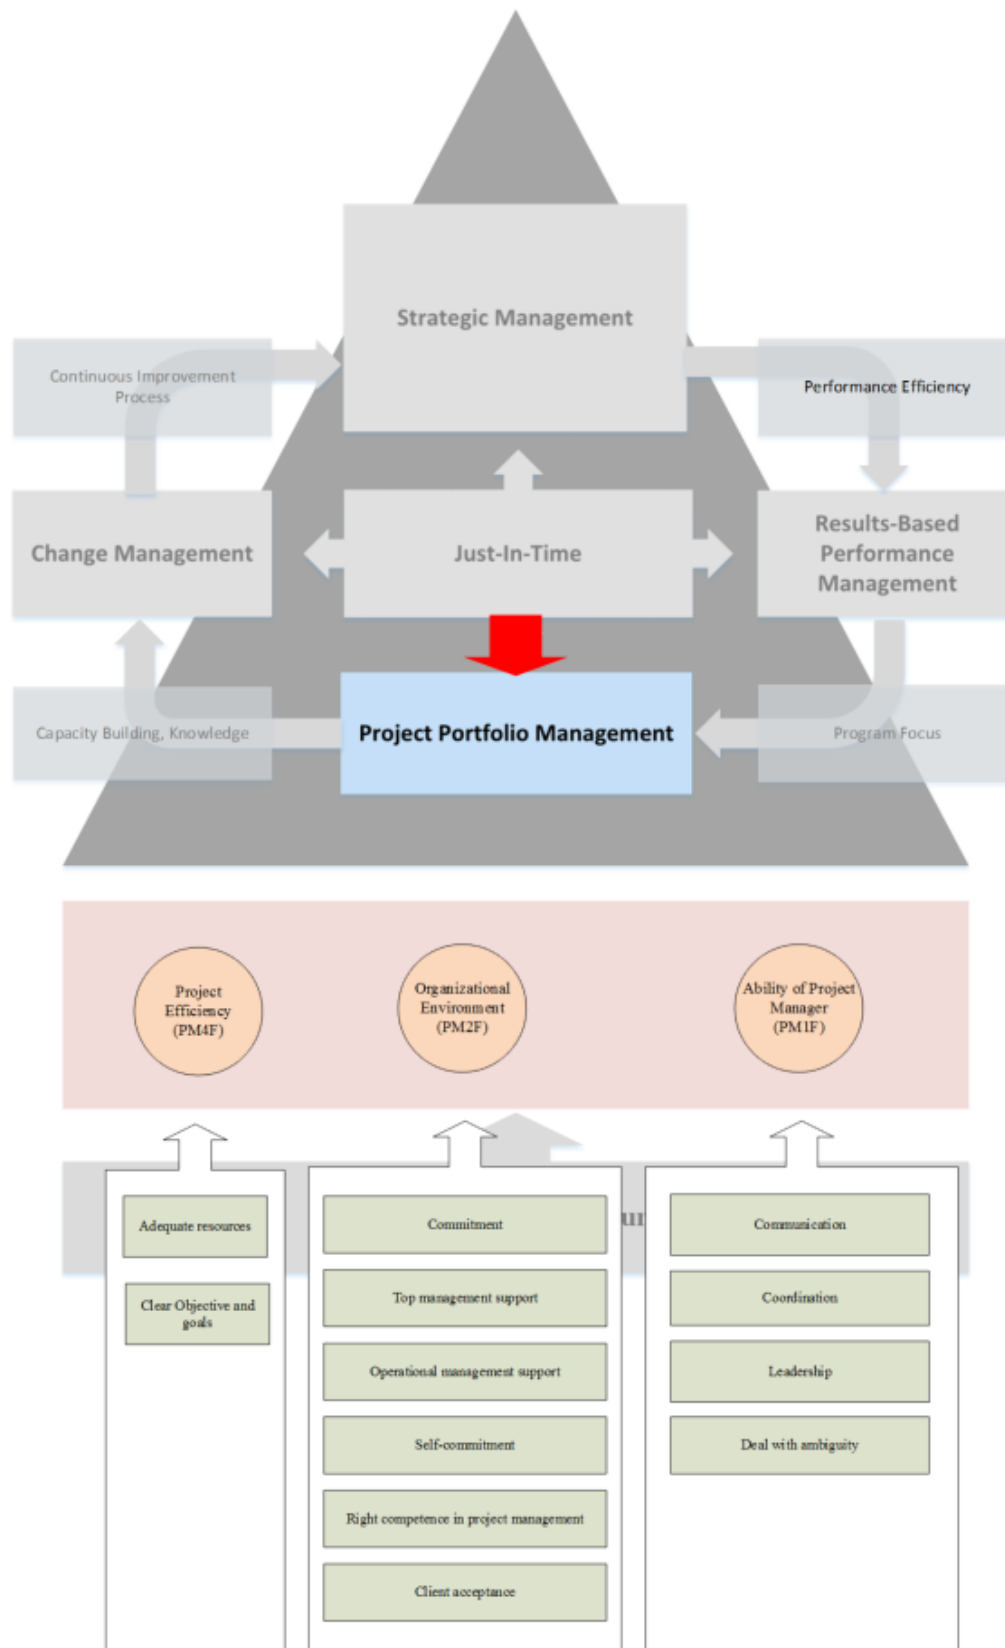 Strategic Management
Continuous Improvement
Process
Performance Efficiency
Change Management
Just-In-Time
Results-Based
Performance
Management
Capacity Building, Knowledge
Project Portfolio Management
Program Focus
Project
Efficiency
(PM4F)
Organizational
Environment
(PM2F)
Ability of Project
Manager
(PM1F)
Adequate resources
Clear Objective and
goals
Commitment
Top management support
Operational management support
Self-commitment
Right competence in project management
Client acceptance
Communication
Coordination
Leadership
Deal with ambiguity